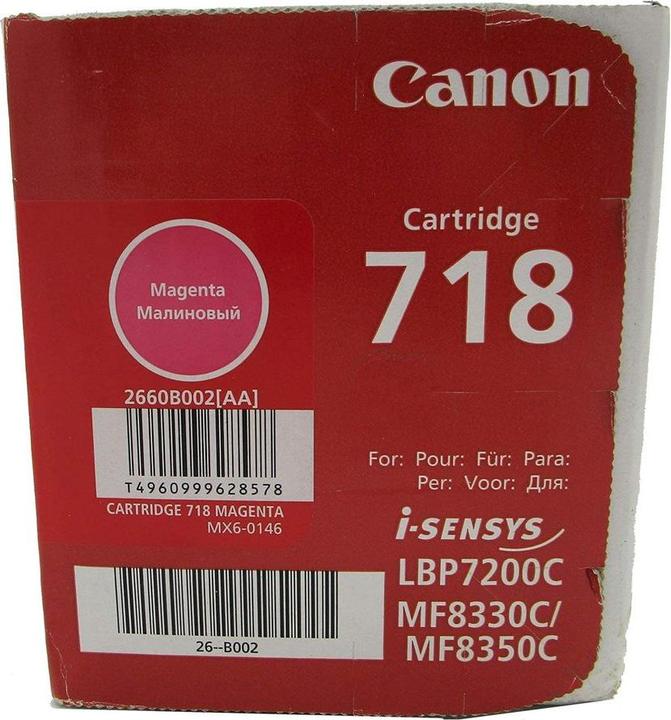 Canon
Cartridge
718
Magenta
Малиновый
2660B002[AA]
T4960999628578
CARTRIDGE 718 MAGENTA
MX6-0146
For: Pour: Für: Para:
Per: Voor: Для:
i-SENSYS
LBP7200C
MF8330C/
MF8350C
26--B002